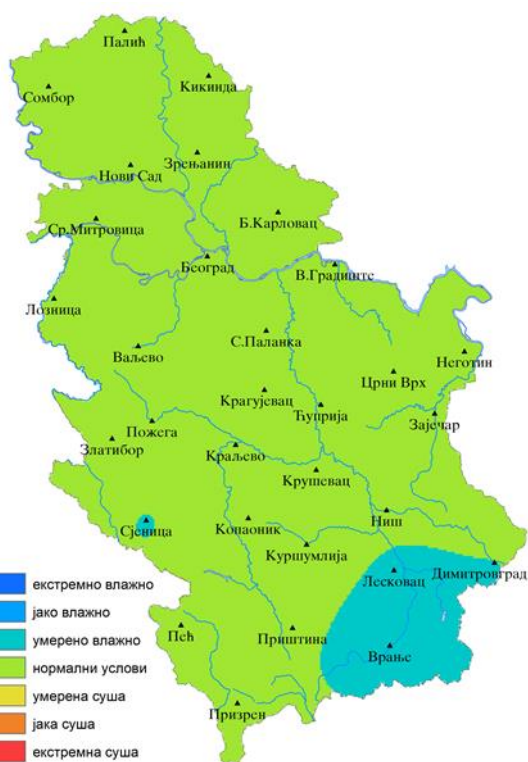 Палић
Сомбор
Кикинда
Зрењанин
Нови Сад
Ср.Митровица
Б.Карловац
Београд
В.Градиште
Лозница
С.Паланка
Ваљево
Неготин
Црни Врх
Крагујевац
Ћуприја
Зајечар
Пожега
Златибор
Краљево
Крушевац
Сјеница
Копаоник
Ниш
Куршумлија
Лесковац
Димитровград
Пећ
Приштина
Врање
Призрен
екстремно влажно
јако влажно
умерено влажно
нормални услови
умерена суша
јака суша
екстремна суша